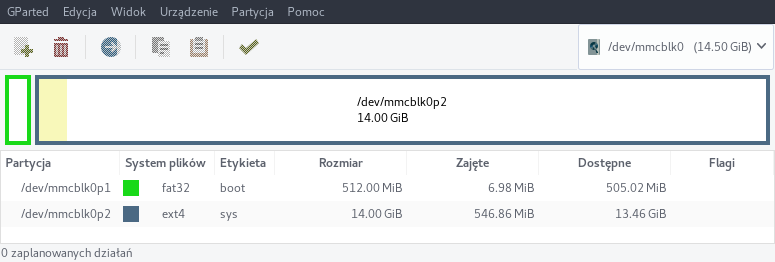 GParted Edycja Widok Urządzenie Partycja Pomoc
/dev/mmcblk0 (14.50 GiB)
/dev/mmcblk0p2
14.00 GiB
Partycja System plików Etykieta Rozmiar Zajęte Dostępne Flagi
/dev/mmcblk0p1 fat32 boot 512.00 MiB 6.98 MiB 505.02 MiB
/dev/mmcblk0p2 ext4 sys 14.00 GiB 546.86 MiB 13.46 GiB
0 zaplanowanych działań